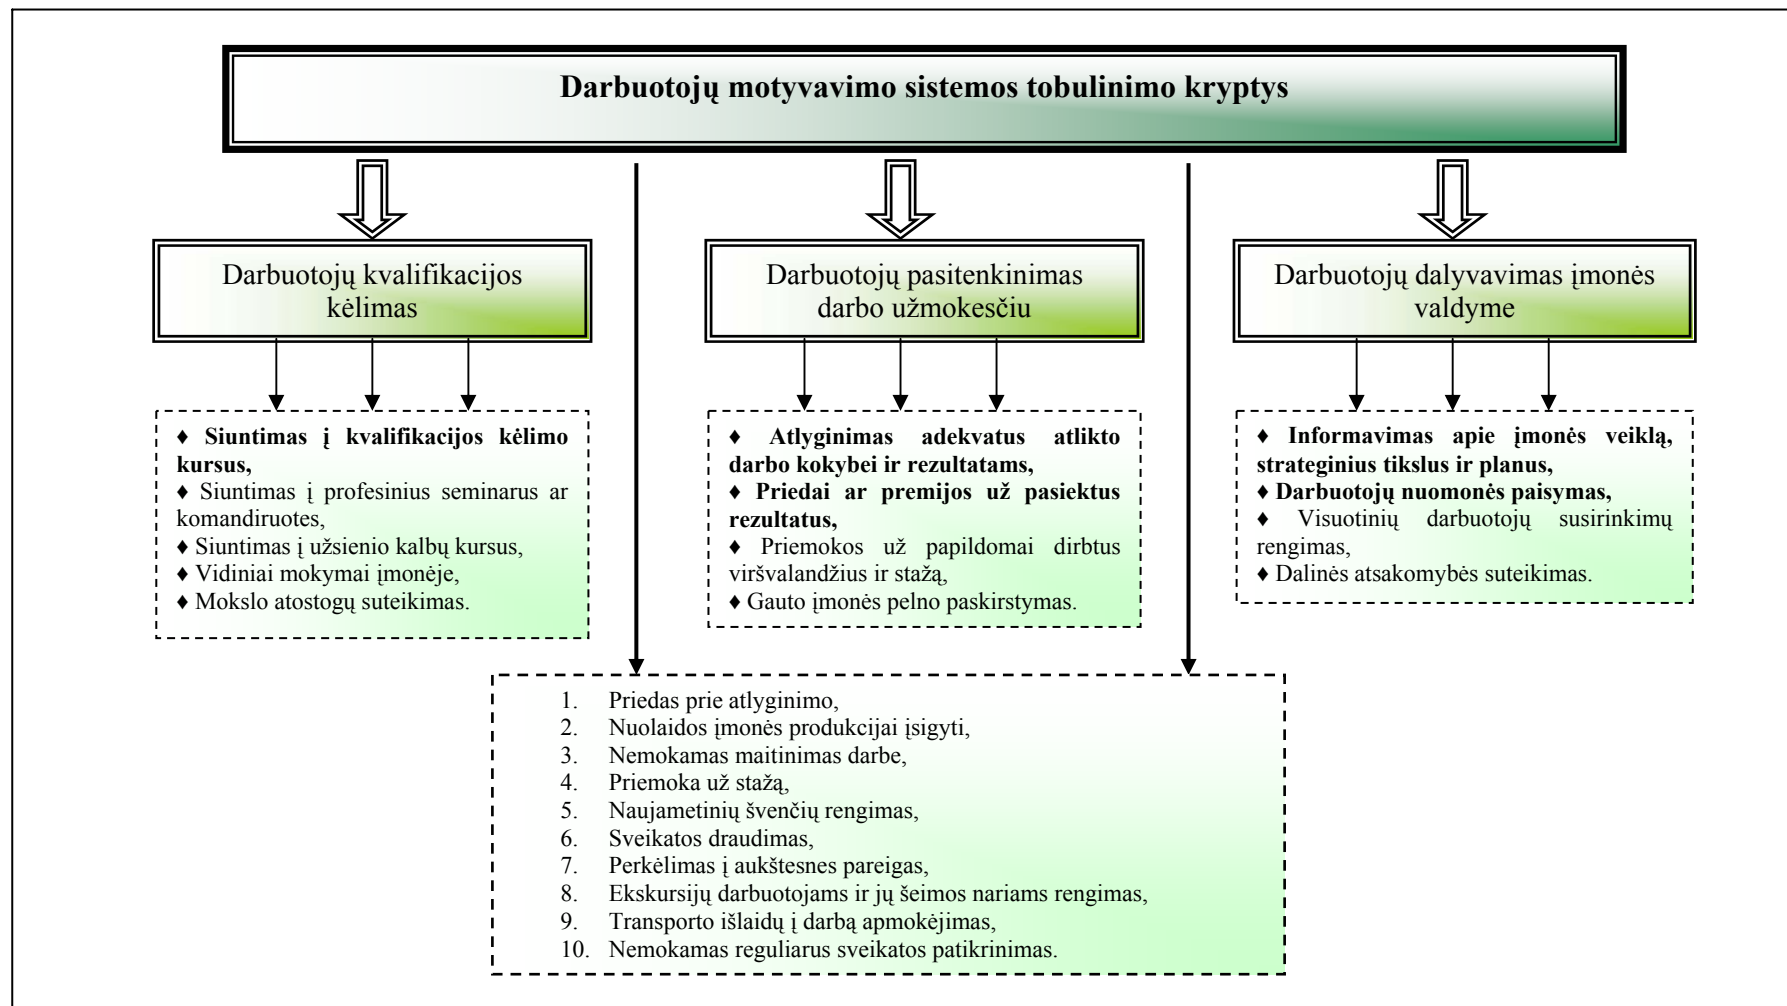 Darbuotojų motyvavimo sistemos tobulinimo kryptys
Darbuotojų kvalifikacijos
kėlimas
Darbuotojų pasitenkinimas
darbo užmokesčiu
Darbuotojų dalyvavimas įmonės
valdyme
♦ Siuntimas į kvalifikacijos kėlimo
kursus,
♦ Siuntimas į profesinius seminarus ar
komandiruotes,
♦ Siuntimas į užsienio kalbų kursus,
♦ Vidiniai mokymai įmonėje,
♦ Mokslo atostogų suteikimas.
♦ Atlyginimas adekvatus atlikto
darbo kokybei ir rezultatams,
♦ Priedai ar premijos už pasiektus
rezultatus,
♦ Priemokos už papildomai dirbtus
viršvalandžius ir stažą,
♦ Gauto įmonės pelno paskirstymas.
♦ Informavimas apie įmonės veiklą,
strateginius tikslus ir planus,
♦ Darbuotojų nuomonės paisymas,
♦ Visuotinių darbuotojų susirinkimų
rengimas,
♦ Dalinės atsakomybės suteikimas.
1. Priedas prie atlyginimo,
2. Nuolaidos įmonės produkcijai įsigyti,
3. Nemokamas maitinimas darbe,
4. Priemoka už stažą,
5. Naujametinių švenčių rengimas,
6. Sveikatos draudimas,
7. Perkėlimas į aukštesnes pareigas,
8. Ekskursijų darbuotojams ir jų šeimos nariams rengimas,
9. Transporto išlaidų į darbą apmokėjimas,
10. Nemokamas reguliarus sveikatos patikrinimas.